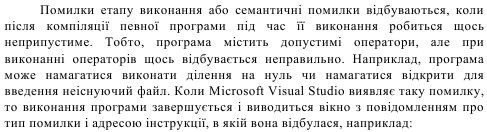 Помилки етапу виконання або семантичні помилки відбуваються, коли
після компіляції певної програми під час її виконання робиться щось
неприпустиме. Тобто, програма містить допустимі оператори, але при
виконанні операторів щось відбувається неправильно. Наприклад, програма
може намагатися виконати ділення на нуль чи намагатися відкрити для
введення неіснуючий файл. Коли Microsoft Visual Studio виявляє таку помилку,
то виконання програми завершується і виводиться вікно з повідомленням про
тип помилки і адресою інструкції, в якій вона відбулася, наприклад: